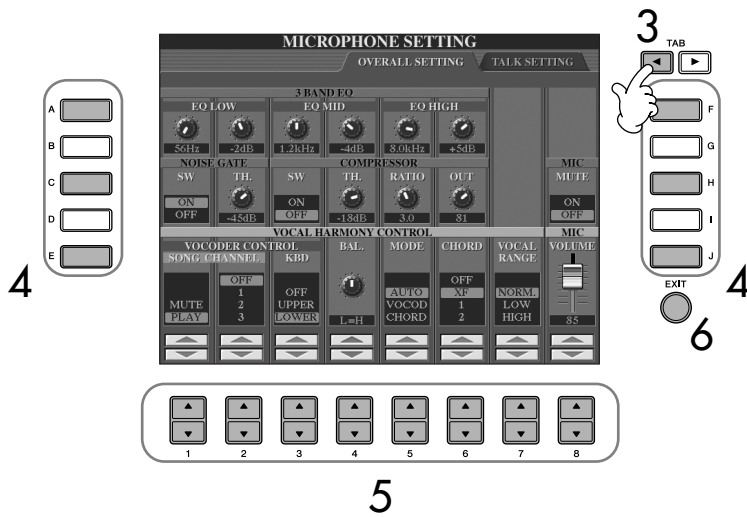 MICROPHONE SETTING
OVERALL SETTING TALK SETTING
3 BAND EQ
EQ LOW EQ MID EQ HIGH
56Hz -2dB 1.2kHz -4dB 8.0kHz +5dB
NOISE GATE COMPRESSOR MIC
SW TH. SW TH. RATIO OUT MUTE
ON ON ON
OFF -45dB OFF -18dB 3.0 81 OFF
VOCAL HARMONY CONTROL MIC
VOCODER CONTROL BAL. MODE CHORD VOCAL RANGE VOLUME
SONG CHANNEL KBD
OFF OFF
1 OFF AUTO XF NORM.
MUTE 2 UPPER VOCOD 1 LOW
PLAY 3 LOWER L=H CHORD 2 HIGH 85
3
TAB
A
B
C
D
E
4
F
G
H
I
J
4
EXIT
6
1 2 3 4 5 6 7 8
5